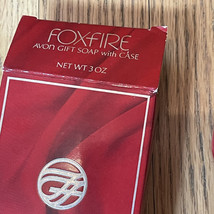 FOXFIRE
AVON GIFT SOAP with CASE
NET WT 3 OZ